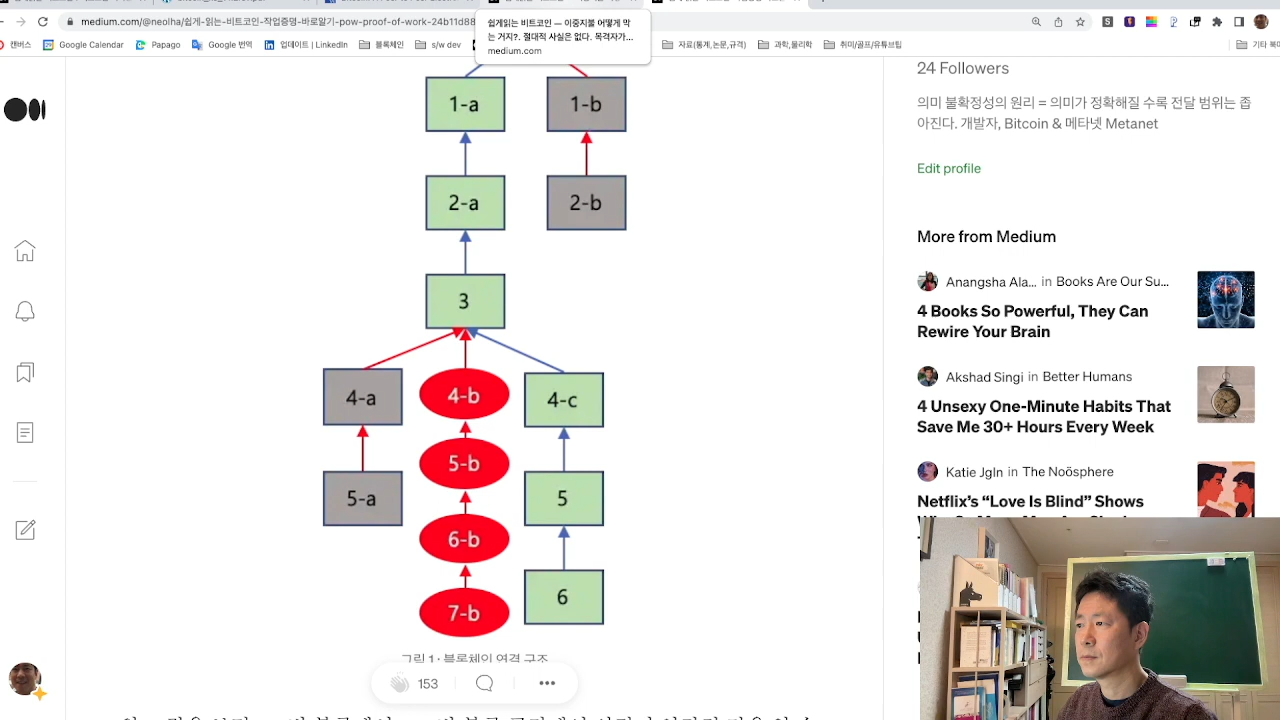 medium.com/@neolha/쉽게-읽는-비트코인-작업증명-바로알기-pow-proof-of-work-24b11d88
쉽게읽는 비트코인 — 이중지불 어떻게 막
는 거지?. 절대적 사실은 없다. 목격자가...
medium.com
캔버스 Google Calendar Papago Google 번역 업데이트 | LinkedIn 블록체인 s/w dev 자료(통계,논문,규격) 과학,물리학 취미/골프/유튜브팁 기타 북마
1-a 1-b
2-a 2-b
3
4-a 4-b 4-c
5-b
5-a 5
6-b
6
7-b
그림 1 · 블록체인 연결 구조
153
24 Followers
의미 불확정성의 원리 = 의미가 정확해질 수록 전달 범위는 좁
아진다. 개발자, Bitcoin & 메타넷 Metanet
Edit profile
More from Medium
Anangsha Ala... in Books Are Our Su...
4 Books So Powerful, They Can
Rewire Your Brain
Akshad Singi in Better Humans
4 Unsexy One-Minute Habits That
Save Me 30+ Hours Every Week
Katie Jgln in The Noösphere
Netflix's “Love Is Blind” Shows